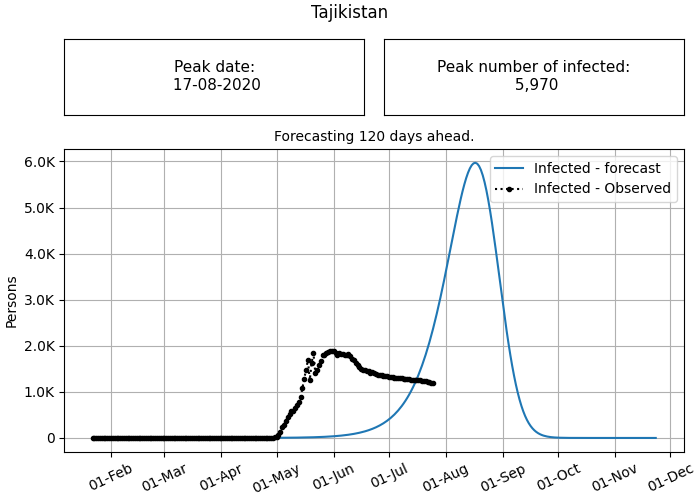 Tajikistan
Peak date:
17-08-2020
Peak number of infected:
5,970
Forecasting 120 days ahead.
Infected - forecast
Infected - Observed
Persons
6.0K
5.0K
4.0K
3.0K
2.0K
1.0K
0
01-Feb
01-Mar
01-Apr
01-May
01-Jun
01-Jul
01-Aug
01-Sep
01-Oct
01-Nov
01-Dec